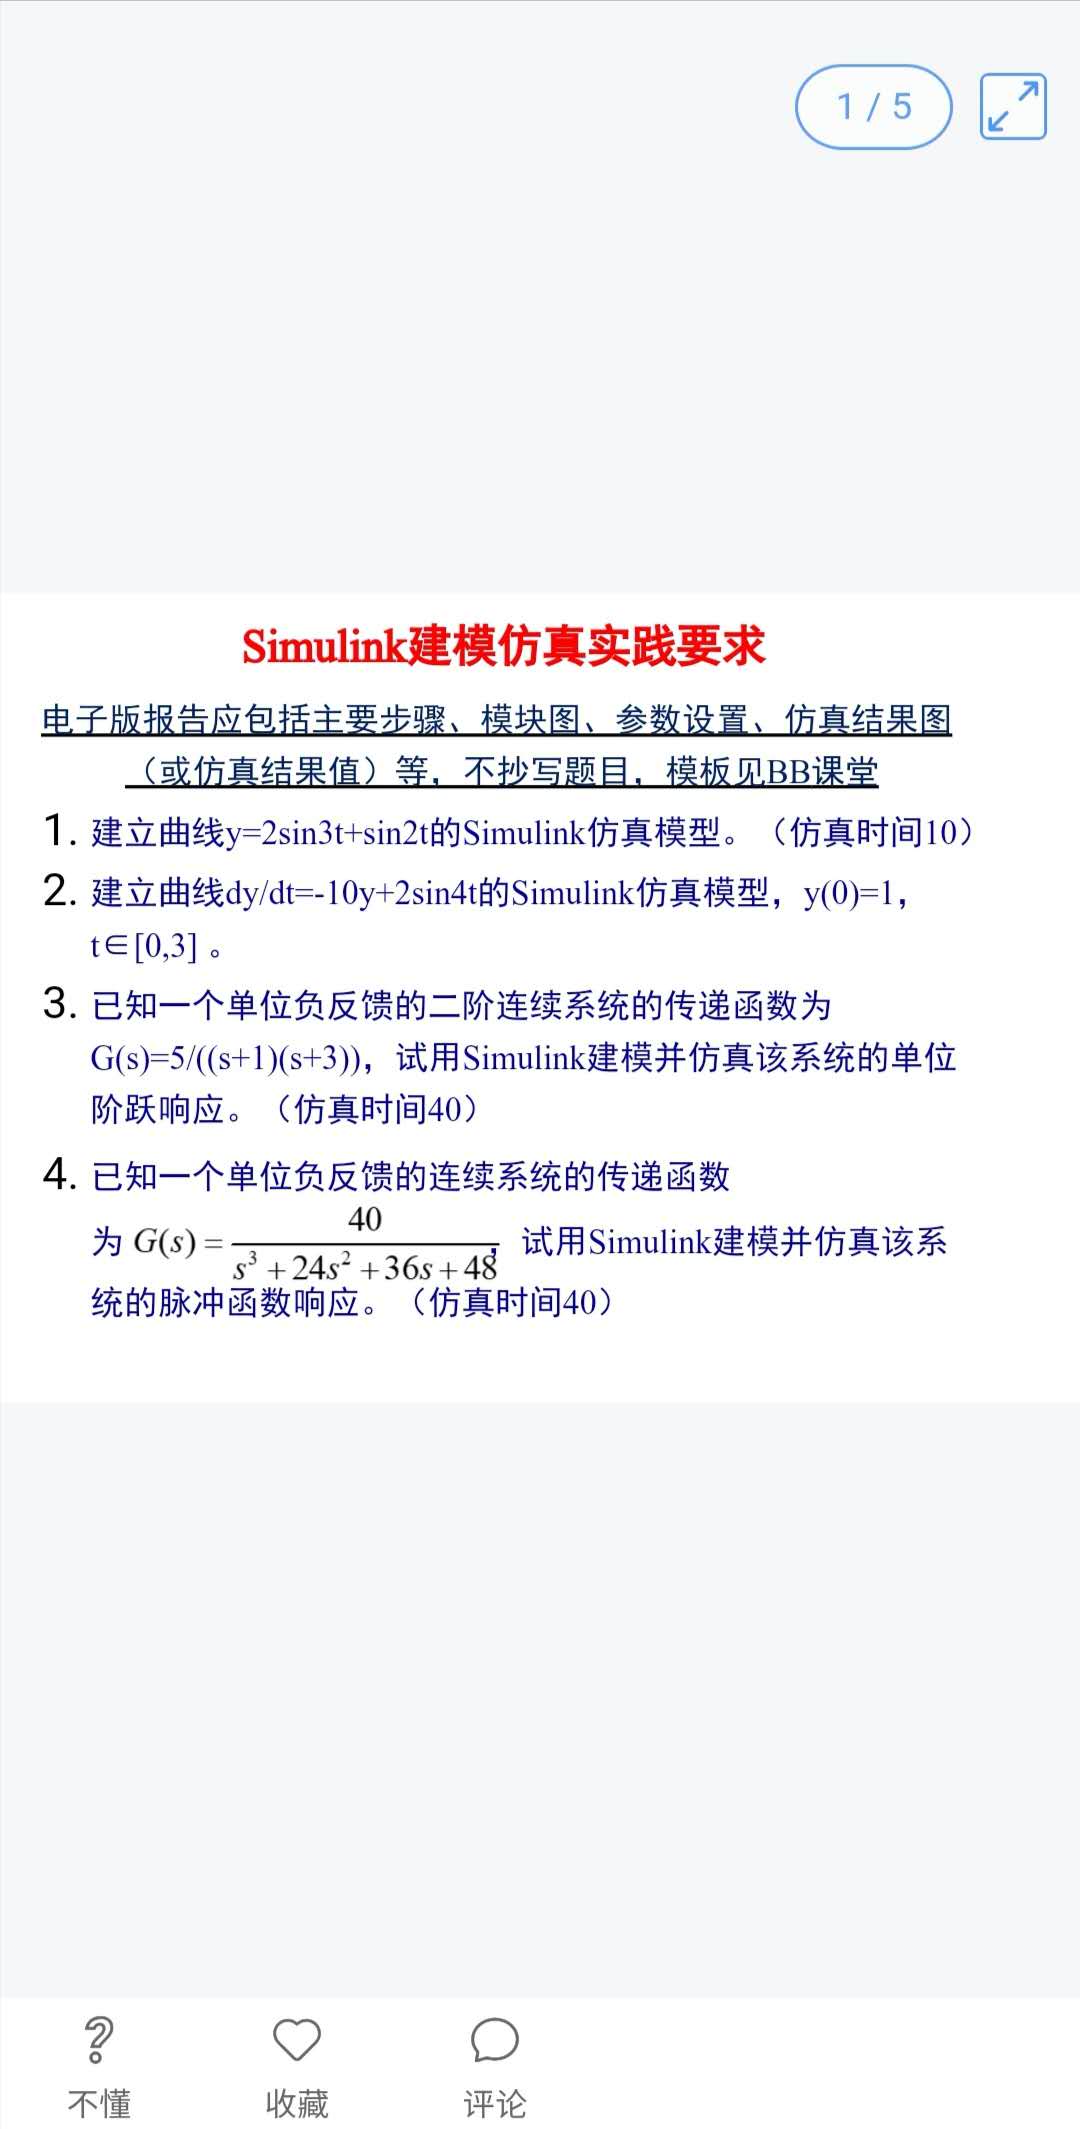 1 / 5
Simulink建模仿真实践要求
电子版报告应包括主要步骤、模块图、参数设置、仿真结果图
（或仿真结果值）等，不抄写题目，模板见BB课堂
1. 建立曲线y=2sin3t+sin2t的Simulink仿真模型。（仿真时间10）
2. 建立曲线dy/dt=-10y+2sin4t的Simulink仿真模型，y(0)=1，
t∈[0,3] 。
3. 已知一个单位负反馈的二阶连续系统的传递函数为
G(s)=5/((s+1)(s+3))，试用Simulink建模并仿真该系统的单位
阶跃响应。（仿真时间40）
4. 已知一个单位负反馈的连续系统的传递函数
为 G(s) = 40 / (s³ + 24s² + 36s + 48)，试用Simulink建模并仿真该系
统的脉冲函数响应。（仿真时间40）
不懂
收藏
评论